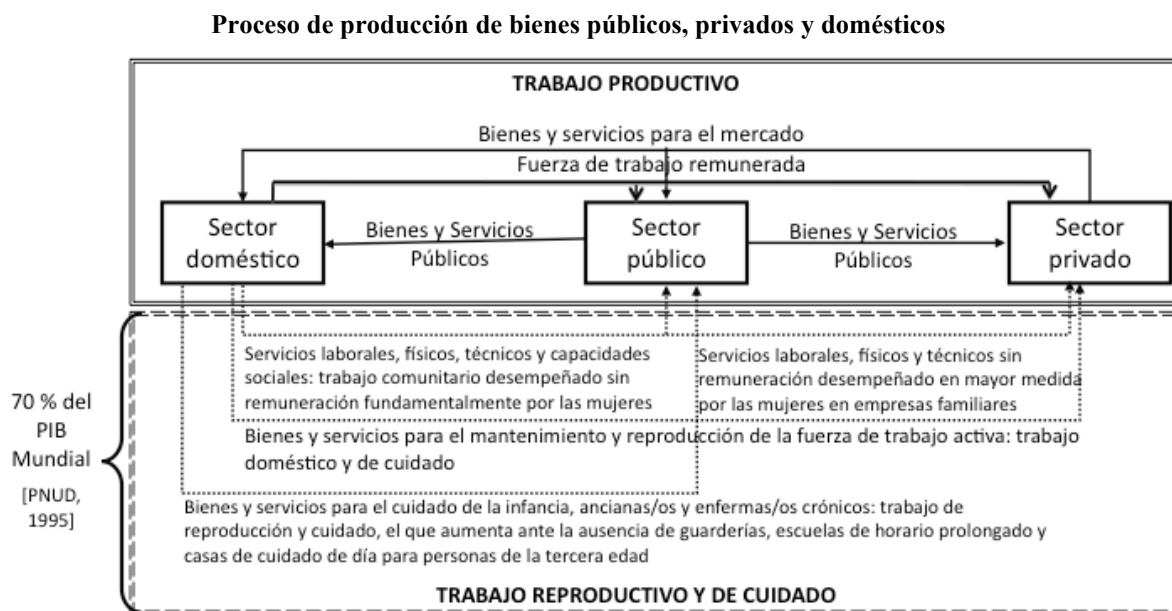 Proceso de producción de bienes públicos, privados y domésticos
TRABAJO PRODUCTIVO
Bienes y servicios para el mercado
Fuerza de trabajo remunerada
Sector
doméstico
Bienes y Servicios
Públicos
Sector
público
Bienes y Servicios
Públicos
Sector
privado
70 % del
PIB
Mundial
[PNUD,
1995]
Servicios laborales, físicos, técnicos y capacidades
sociales: trabajo comunitario desempeñado sin
remuneración fundamentalmente por las mujeres
Servicios laborales, físicos y técnicos sin
remuneración desempeñado en mayor medida
por las mujeres en empresas familiares
Bienes y servicios para el mantenimiento y reproducción de la fuerza de trabajo activa: trabajo
doméstico y de cuidado
Bienes y servicios para el cuidado de la infancia, ancianas/os y enfermas/os crónicos: trabajo de
reproducción y cuidado, el que aumenta ante la ausencia de guarderías, escuelas de horario prolongado y
casas de cuidado de día para personas de la tercera edad
TRABAJO REPRODUCTIVO Y DE CUIDADO